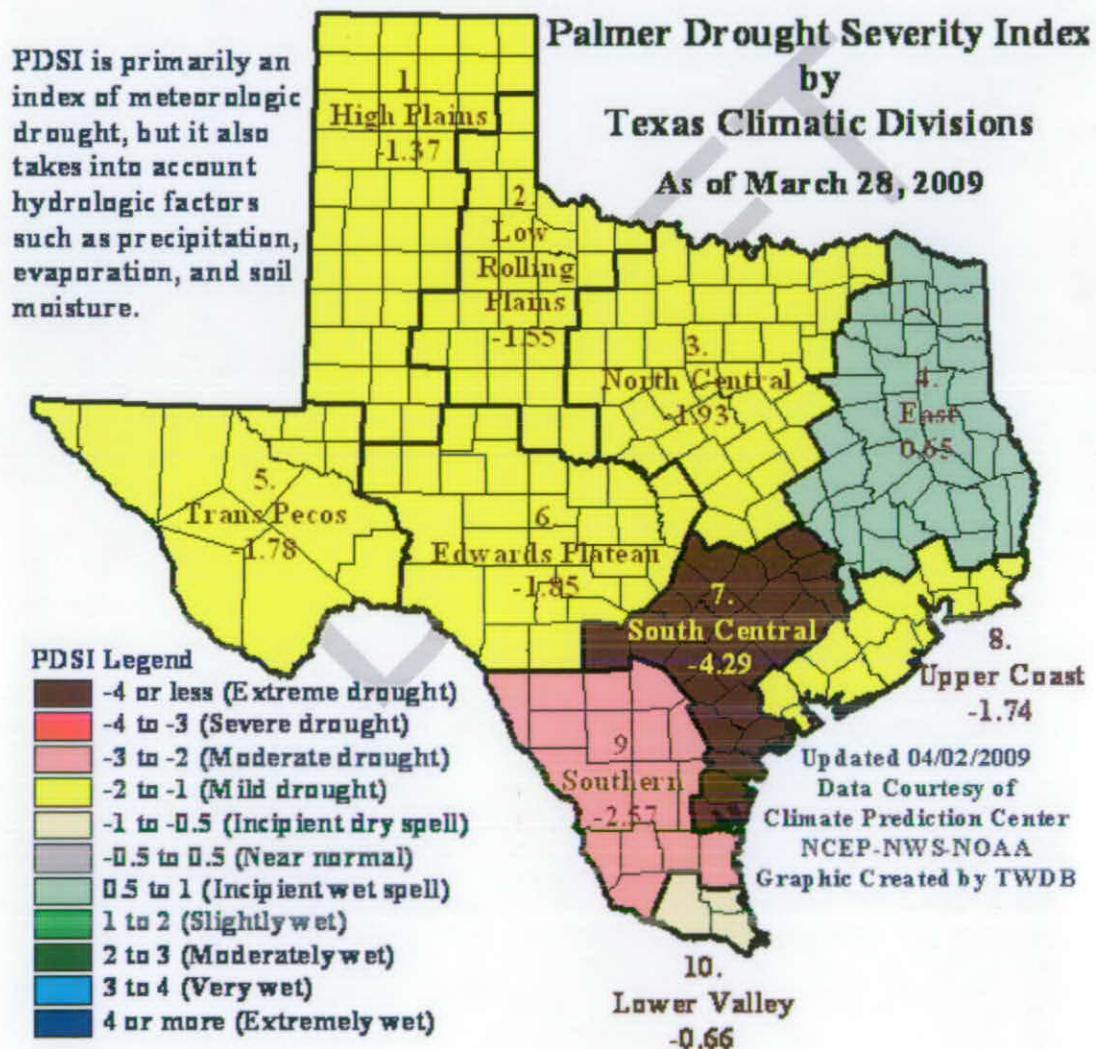 Palmer Drought Severity Index
by
Texas Climatic Divisions
As of March 28, 2009
PDSI is primarily an
index of meteorologic
drought, but it also
takes into account
hydrologic factors
such as precipitation,
evaporation, and soil
moisture.
1.
High Plains
-1.37
2.
Low
Rolling
Plains
-1.55
3.
North Central
-1.93
4.
East
0.65
5.
Trans Pecos
-1.78
6.
Edwards Plateau
-1.85
7.
South Central
-4.29
8.
Upper Coast
-1.74
9
Southern
-2.57
10.
Lower Valley
-0.66
PDSI Legend
-4 or less (Extreme drought)
-4 to -3 (Severe drought)
-3 to -2 (Moderate drought)
-2 to -1 (Mild drought)
-1 to -0.5 (Incipient dry spell)
-0.5 to 0.5 (Near normal)
0.5 to 1 (Incipient wet spell)
1 to 2 (Slightly wet)
2 to 3 (Moderately wet)
3 to 4 (Very wet)
4 or more (Extremely wet)
Updated 04/02/2009
Data Courtesy of
Climate Prediction Center
NCEP-NWS-NOAA
Graphic Created by TWDB